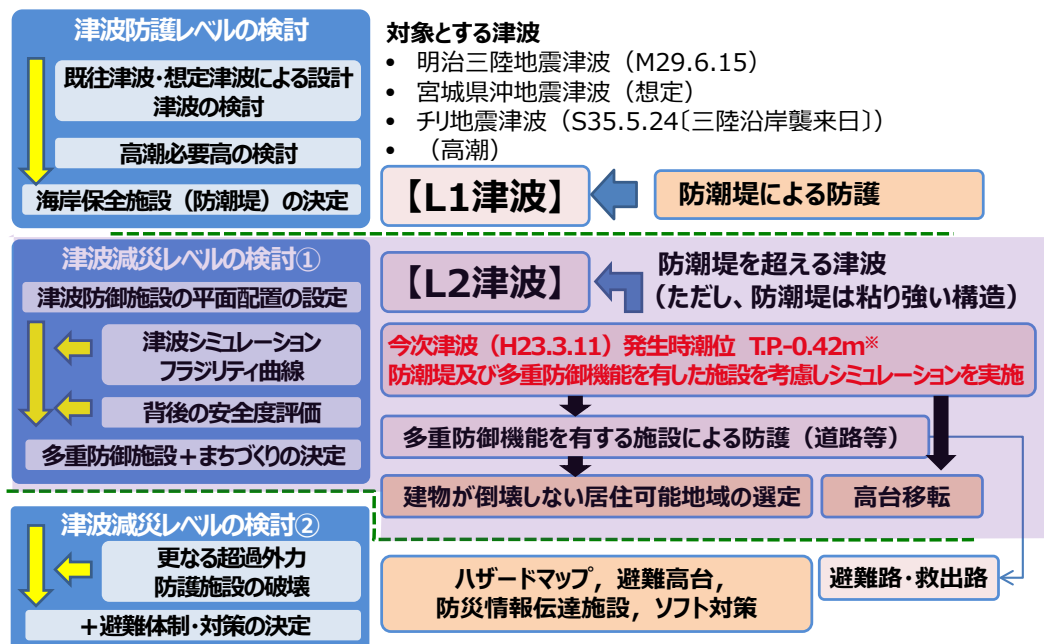 津波防護レベルの検討
既往津波・想定津波による設計
津波の検討
高潮必要高の検討
海岸保全施設（防潮堤）の決定
対象とする津波
• 明治三陸地震津波（M29.6.15）
• 宮城県沖地震津波（想定）
• チリ地震津波（S35.5.24〔三陸沿岸襲来日〕）
• （高潮）
【L1津波】
防潮堤による防護
津波減災レベルの検討①
津波防御施設の平面配置の設定
津波シミュレーション
フラジリティ曲線
背後の安全度評価
多重防御施設＋まちづくりの決定
【L2津波】
防潮堤を超える津波
（ただし、防潮堤は粘り強い構造）
今次津波（H23.3.11）発生時潮位 T.P.-0.42m※
防潮堤及び多重防御機能を有した施設を考慮しシミュレーションを実施
多重防御機能を有する施設による防護（道路等）
建物が倒壊しない居住可能地域の選定
高台移転
津波減災レベルの検討②
更なる超過外力
防護施設の破壊
＋避難体制・対策の決定
ハザードマップ，避難高台，
防災情報伝達施設，ソフト対策
避難路・救出路